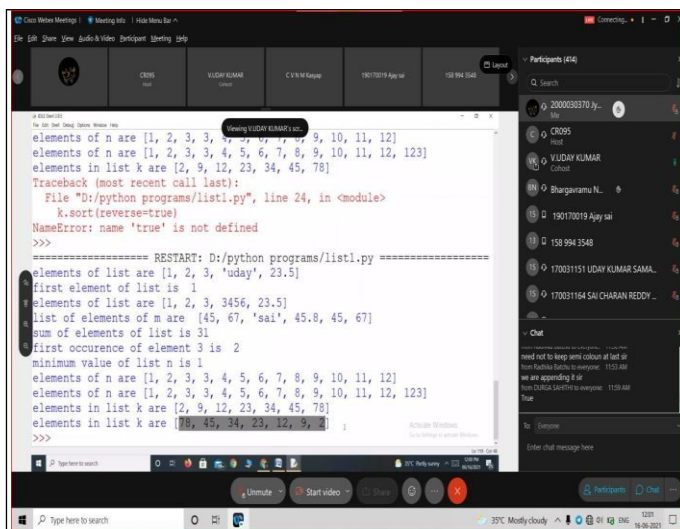 Cisco Webex Meetings
Meeting Info
Hide Menu Bar
Connecting...
File Edit Share View Audio & Video Participant Meeting Help
CR095
Host
V.UDAY KUMAR
Cohost
C V N M Kasyap
190170019 Ajay sai
158 994 3548
Layout
Viewing V.UDAY KUMAR's scr...
elements of n are [1, 2, 3, 3, 4, 5, 6, 7, 8, 9, 10, 11, 12]
elements of n are [1, 2, 3, 3, 4, 5, 6, 7, 8, 9, 10, 11, 12, 123]
elements in list k are [2, 9, 12, 23, 34, 45, 78]
Traceback (most recent call last):
File "D:/python programs/list1.py", line 24, in <module>
k.sort(reverse=true)
NameError: name 'true' is not defined
>>>
=================== RESTART: D:/python programs/list1.py ==================
elements of list are [1, 2, 3, 'uday', 23.5]
first element of list is 1
elements of list are [1, 2, 3, 3456, 23.5]
list of elements of m are [45, 67, 'sai', 45.8, 45, 67]
sum of elements of list is 31
first occurence of element 3 is 2
minimum value of list n is 1
elements of n are [1, 2, 3, 3, 4, 5, 6, 7, 8, 9, 10, 11, 12]
elements of n are [1, 2, 3, 3, 4, 5, 6, 7, 8, 9, 10, 11, 12, 123]
elements in list k are [2, 9, 12, 23, 34, 45, 78]
elements in list k are [78, 45, 34, 23, 12, 9, 2]
>>>
Activate Windows
Type here to search
35°C Partly sunny
Unmute
Start video
Share
Participants
Chat
Participants (414)
Search
2000030370 Jy...
Me
CR095
Host
V.UDAY KUMAR
Cohost
Bhargavramu N...
190170019 Ajay sai
158 994 3548
170031151 UDAY KUMAR SAMA...
170031164 SAI CHARAN REDDY ...
Chat
need not to keep semi coloun at last sir
from Radhika Batchu to everyone: 11:53 AM
we are appending it sir
from DURGA SAHITHI to everyone: 11:59 AM
True
To: Everyone
Enter chat message here
Type here to search
35°C Mostly cloudy
ENG
12:01
16-06-2021